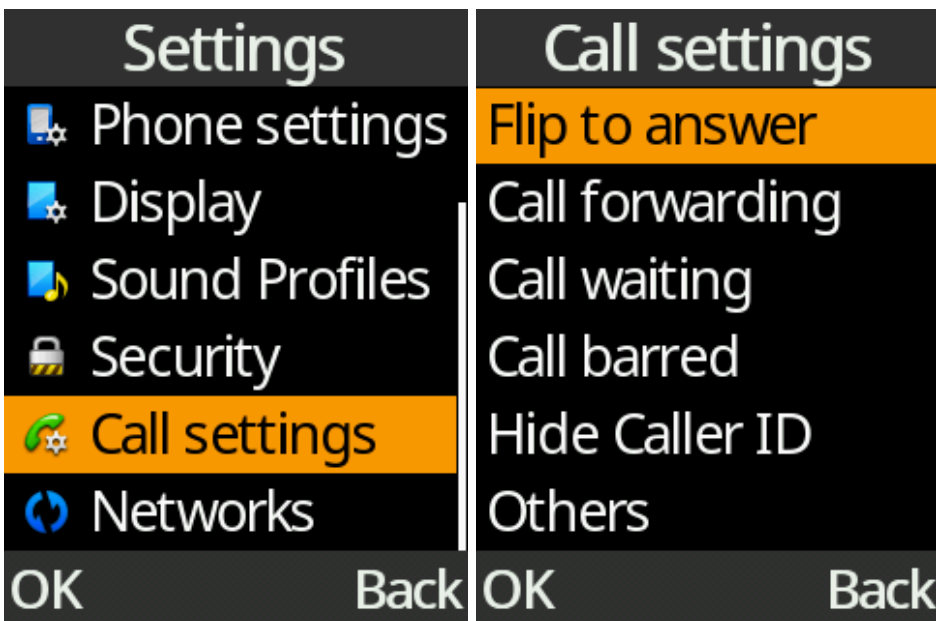 Settings
Phone settings
Display
Sound Profiles
Security
Call settings
Networks
OK Back
Call settings
Flip to answer
Call forwarding
Call waiting
Call barred
Hide Caller ID
Others
OK Back